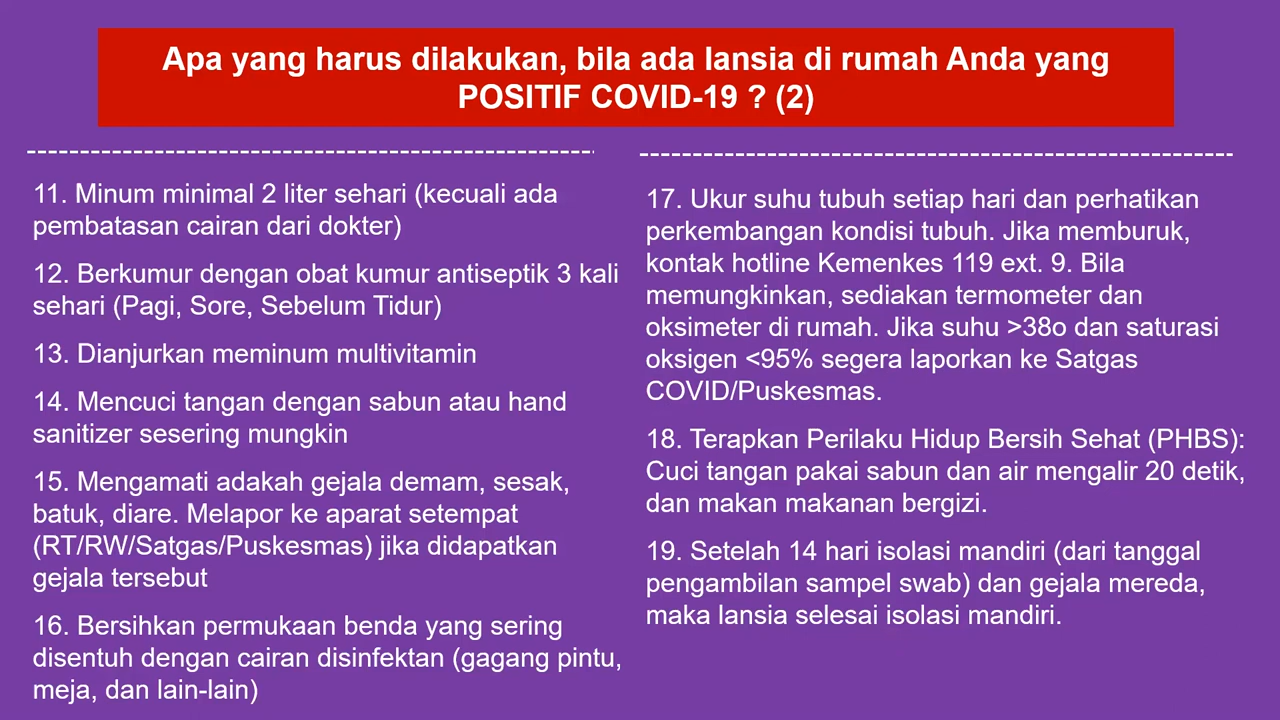 Apa yang harus dilakukan, bila ada lansia di rumah Anda yang
POSITIF COVID-19 ? (2)
11. Minum minimal 2 liter sehari (kecuali ada
pembatasan cairan dari dokter)
12. Berkumur dengan obat kumur antiseptik 3 kali
sehari (Pagi, Sore, Sebelum Tidur)
13. Dianjurkan meminum multivitamin
14. Mencuci tangan dengan sabun atau hand
sanitizer sesering mungkin
15. Mengamati adakah gejala demam, sesak,
batuk, diare. Melapor ke aparat setempat
(RT/RW/Satgas/Puskesmas) jika didapatkan
gejala tersebut
16. Bersihkan permukaan benda yang sering
disentuh dengan cairan disinfektan (gagang pintu,
meja, dan lain-lain)
17. Ukur suhu tubuh setiap hari dan perhatikan
perkembangan kondisi tubuh. Jika memburuk,
kontak hotline Kemenkes 119 ext. 9. Bila
memungkinkan, sediakan termometer dan
oksimeter di rumah. Jika suhu >38o dan saturasi
oksigen <95% segera laporkan ke Satgas
COVID/Puskesmas.
18. Terapkan Perilaku Hidup Bersih Sehat (PHBS):
Cuci tangan pakai sabun dan air mengalir 20 detik,
dan makan makanan bergizi.
19. Setelah 14 hari isolasi mandiri (dari tanggal
pengambilan sampel swab) dan gejala mereda,
maka lansia selesai isolasi mandiri.